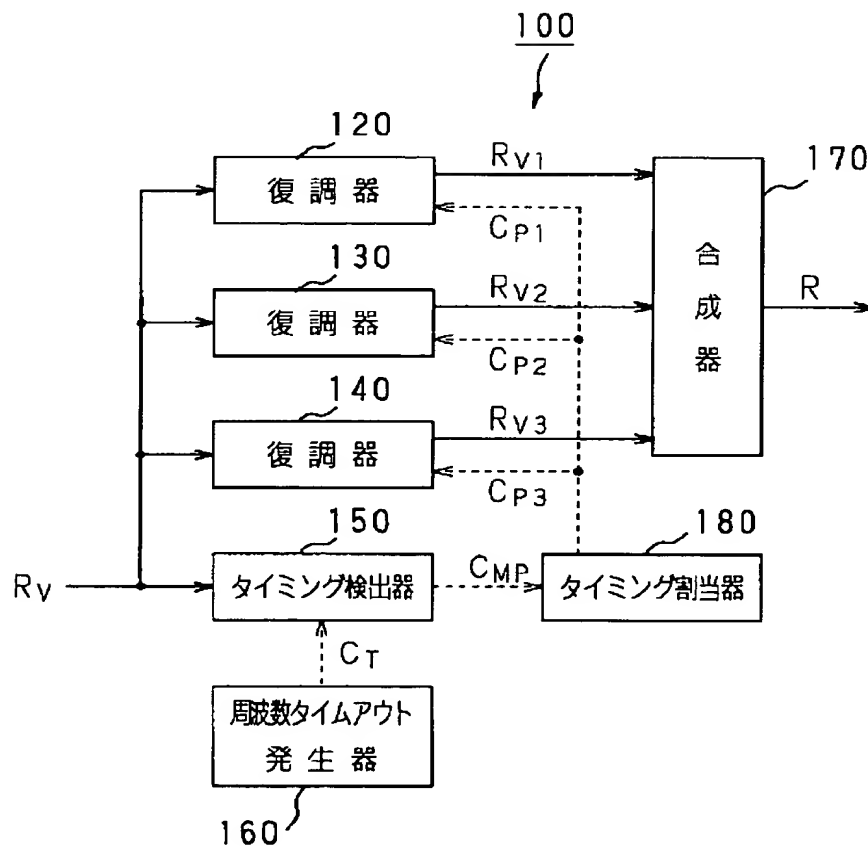 100
120
復調器
RV1
CP1
170
合成器
R
130
復調器
RV2
CP2
140
復調器
RV3
CP3
150
RV
タイミング検出器
CMP
180
タイミング割当器
CT
周波数タイムアウト
発生器
160